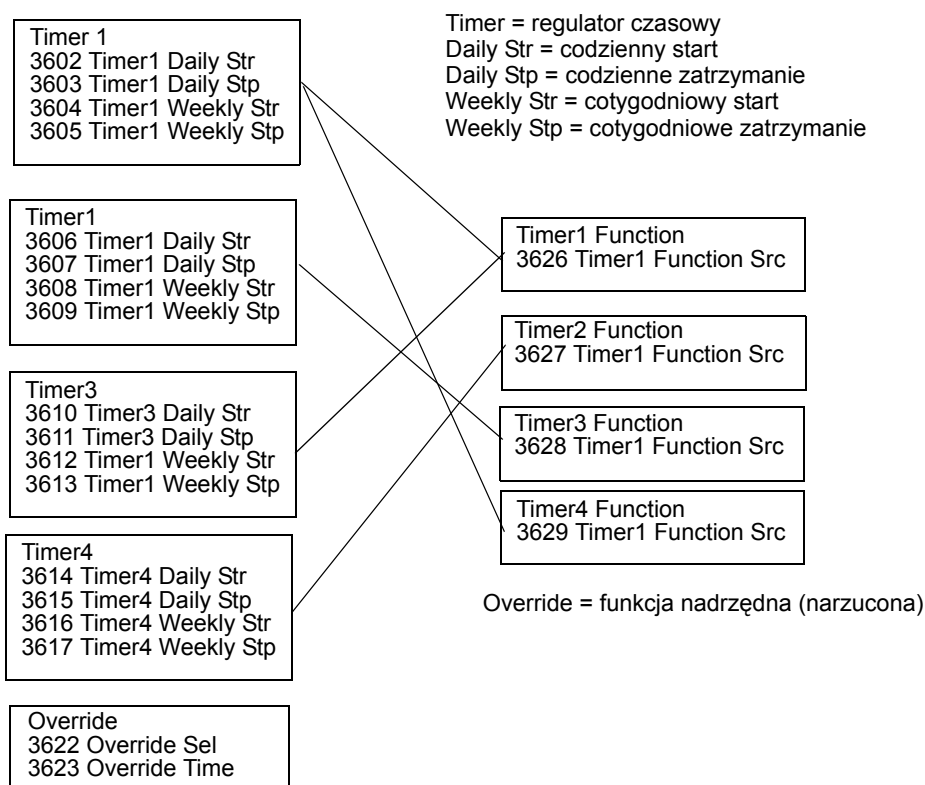 Timer 1
3602 Timer1 Daily Str
3603 Timer1 Daily Stp
3604 Timer1 Weekly Str
3605 Timer1 Weekly Stp
Timer = regulator czasowy
Daily Str = codzienny start
Daily Stp = codzienne zatrzymanie
Weekly Str = cotygodniowy start
Weekly Stp = cotygodniowe zatrzymanie
Timer1
3606 Timer1 Daily Str
3607 Timer1 Daily Stp
3608 Timer1 Weekly Str
3609 Timer1 Weekly Stp
Timer3
3610 Timer3 Daily Str
3611 Timer3 Daily Stp
3612 Timer1 Weekly Str
3613 Timer1 Weekly Stp
Timer4
3614 Timer4 Daily Str
3615 Timer4 Daily Stp
3616 Timer4 Weekly Str
3617 Timer4 Weekly Stp
Override
3622 Override Sel
3623 Override Time
Timer1 Function
3626 Timer1 Function Src
Timer2 Function
3627 Timer1 Function Src
Timer3 Function
3628 Timer1 Function Src
Timer4 Function
3629 Timer1 Function Src
Override = funkcja nadrzędna (narzucona)